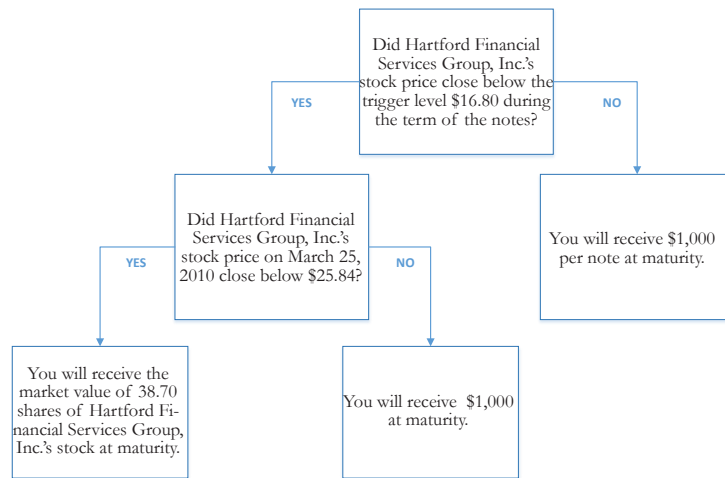 Did Hartford Financial
Services Group, Inc.'s
stock price close below the
trigger level $16.80 during
the term of the notes?
YES
NO
Did Hartford Financial
Services Group, Inc.'s
stock price on March 25,
2010 close below $25.84?
You will receive $1,000
per note at maturity.
YES
NO
You will receive the
market value of 38.70
shares of Hartford Fi-
nancial Services Group,
Inc.'s stock at maturity.
You will receive $1,000
at maturity.